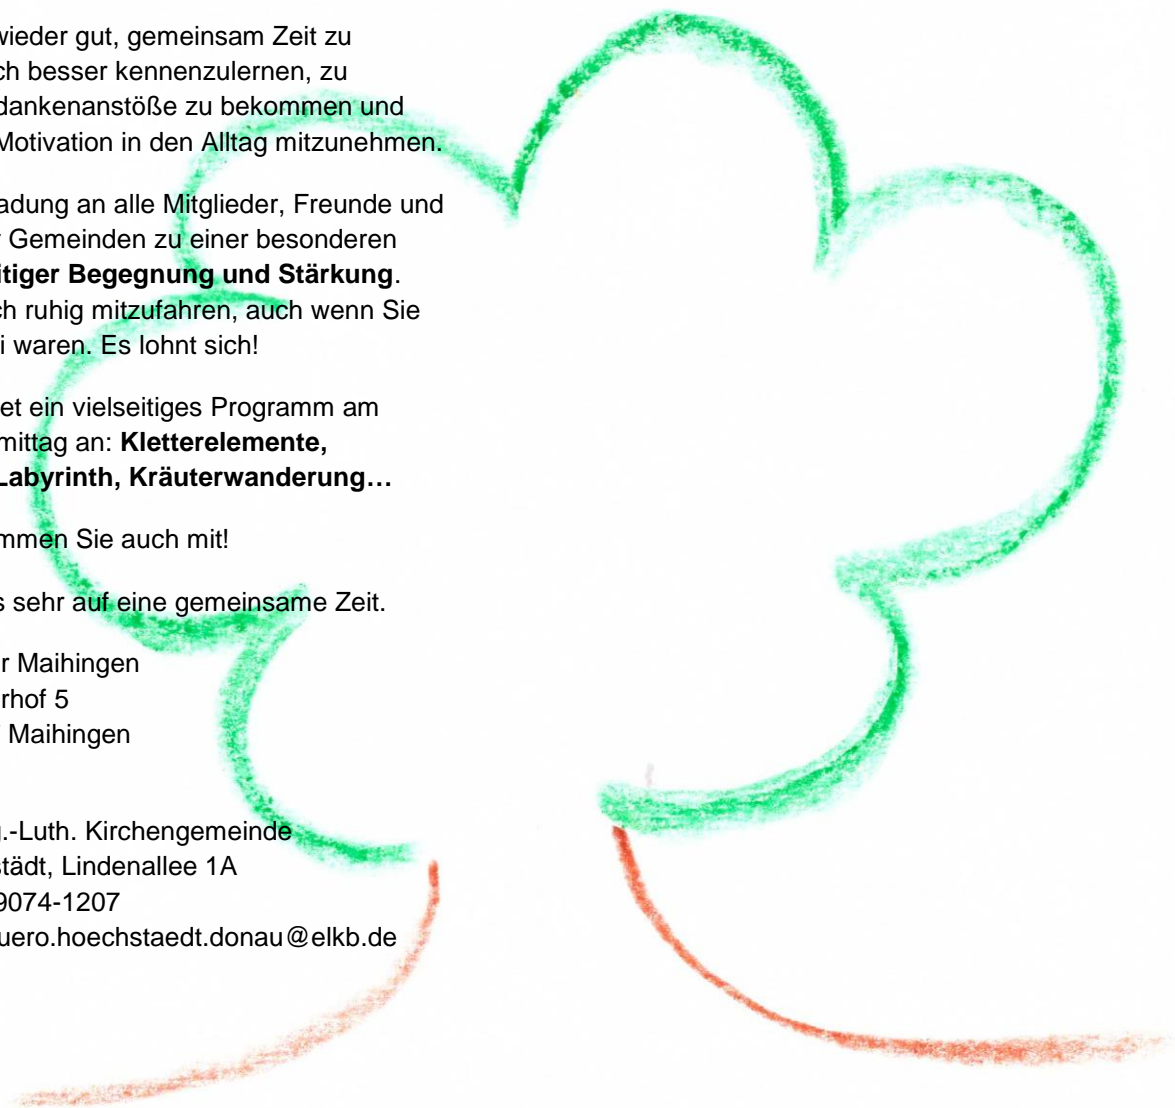 wieder gut, gemeinsam Zeit zu
ch besser kennenzulernen, zu
dankenanstöße zu bekommen und
Motivation in den Alltag mitzunehmen.
adung an alle Mitglieder, Freunde und
Gemeinden zu einer besonderen
itiger Begegnung und Stärkung.
ch ruhig mitzufahren, auch wenn Sie
i waren. Es lohnt sich!
et ein vielseitiges Programm am
mittag an: Kletterelemente,
Labyrinth, Kräuterwanderung…
mmen Sie auch mit!
s sehr auf eine gemeinsame Zeit.
r Maihingen
rhof 5
Maihingen
g.-Luth. Kirchengemeinde
städt, Lindenallee 1A
9074-1207
uero.hoechstaedt.donau@elkb.de